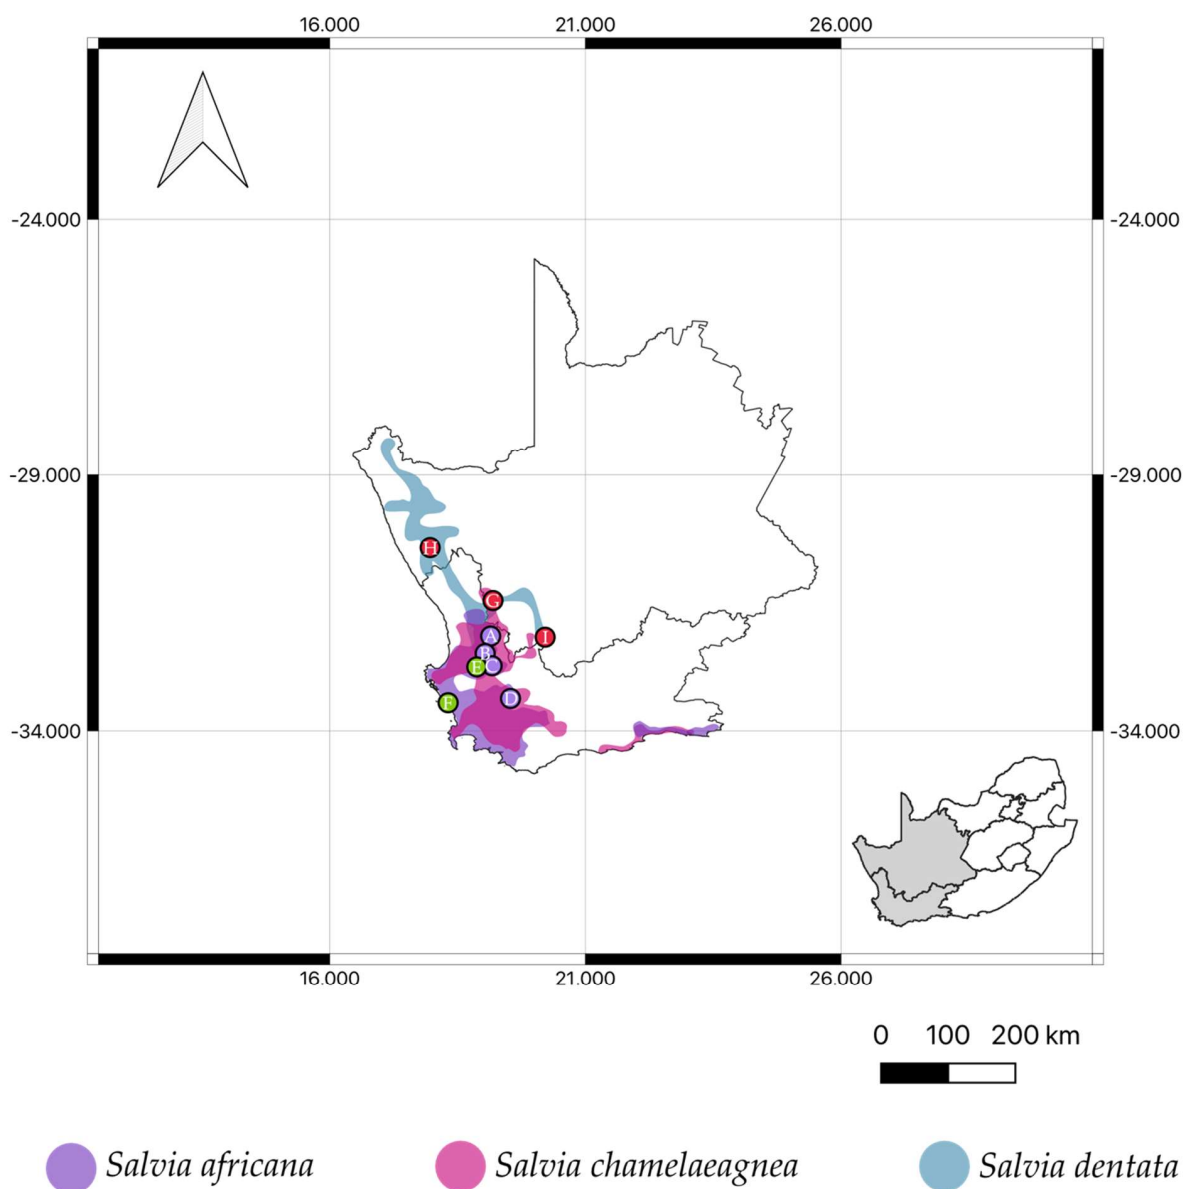 16.000 21.000 26.000
-24.000 -24.000
-29.000 -29.000
H
G
A I
B
E C
F D
-34.000 -34.000
16.000 21.000 26.000
0 100 200 km
Salvia africana Salvia chamelaeagnea Salvia dentata